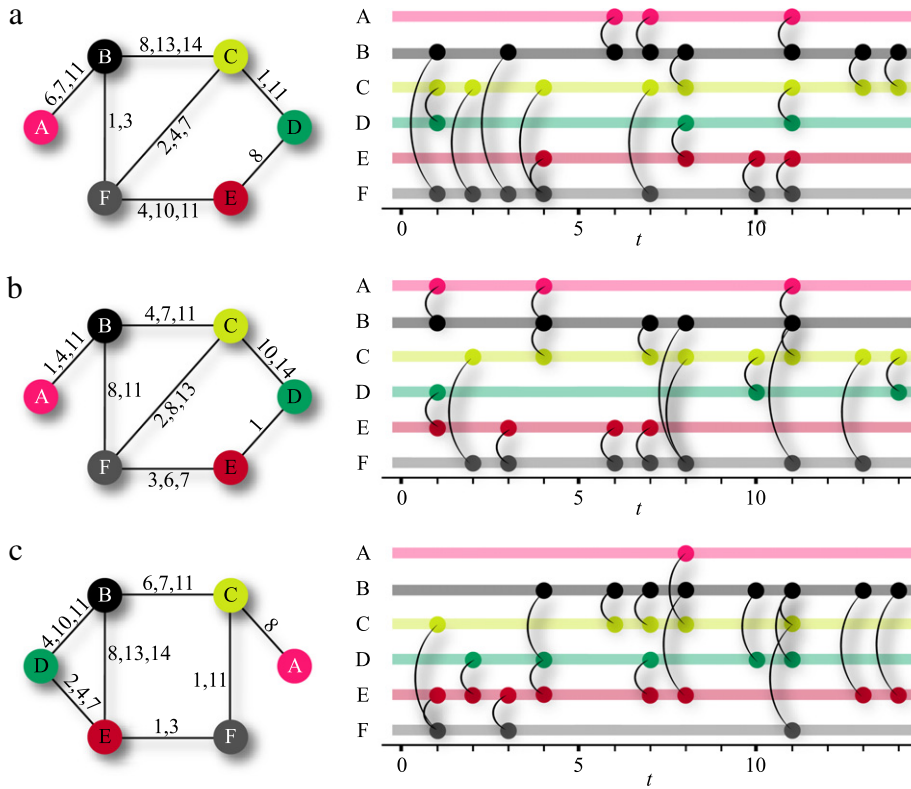 a
B
8,13,14
C
6,7,11
1,11
A
1,3
2,4,7
D
8
F
4,10,11
E
A
B
C
D
E
F
0
5
10
t
b
B
4,7,11
C
1,4,11
10,14
A
8,11
2,8,13
D
1
F
3,6,7
E
A
B
C
D
E
F
0
5
10
t
c
B
6,7,11
C
4,10,11
8
D
8,13,14
A
2,4,7
1,11
E
1,3
F
A
B
C
D
E
F
0
5
10
t